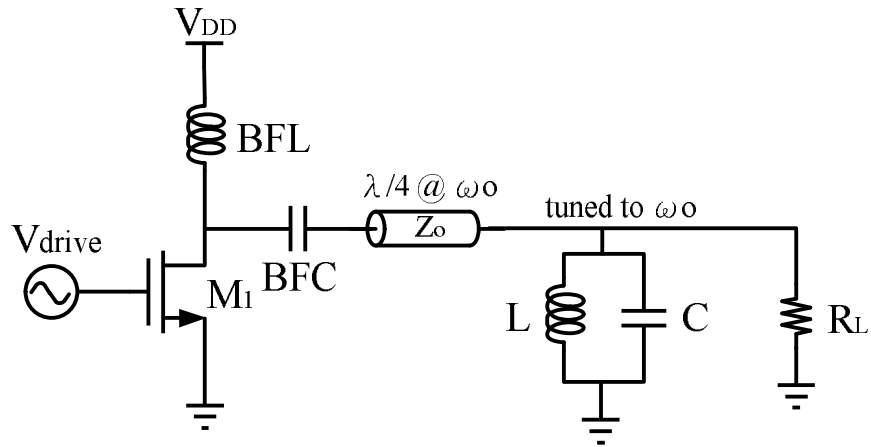 VDD
BFL
λ/4 @ ωo
tuned to ωo
Zo
Vdrive
BFC
M1
L
C
RL